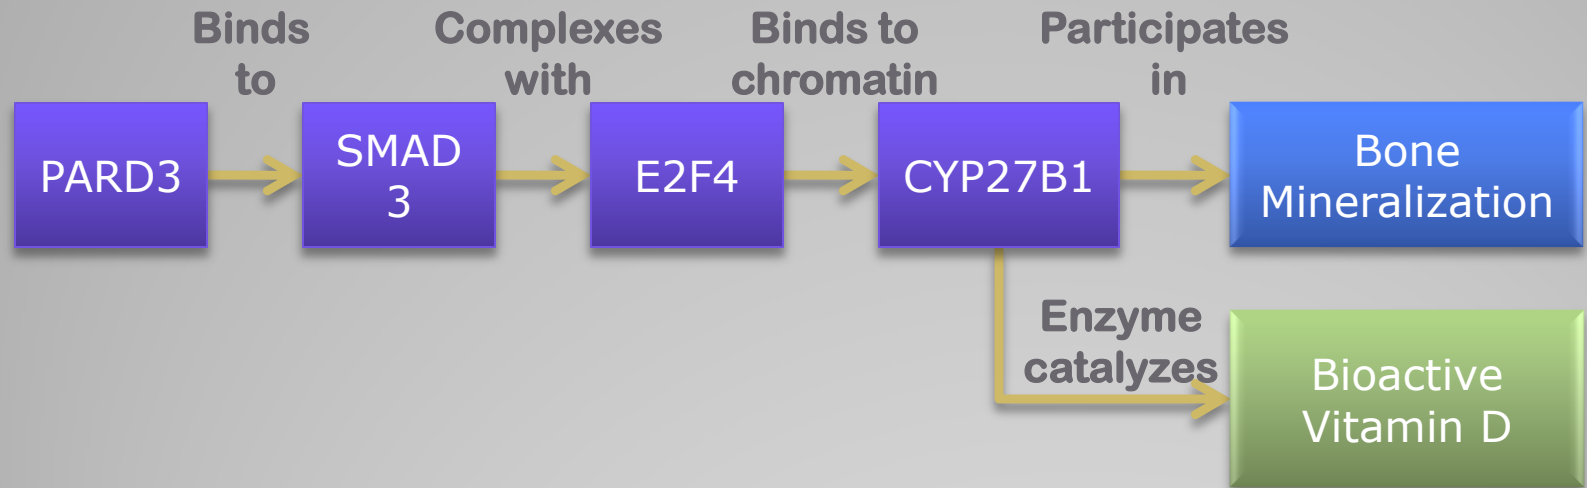 Binds
to
Complexes
with
Binds to
chromatin
Participates
in
PARD3
SMAD
3
E2F4
CYP27B1
Bone
Mineralization
Enzyme
catalyzes
Bioactive
Vitamin D